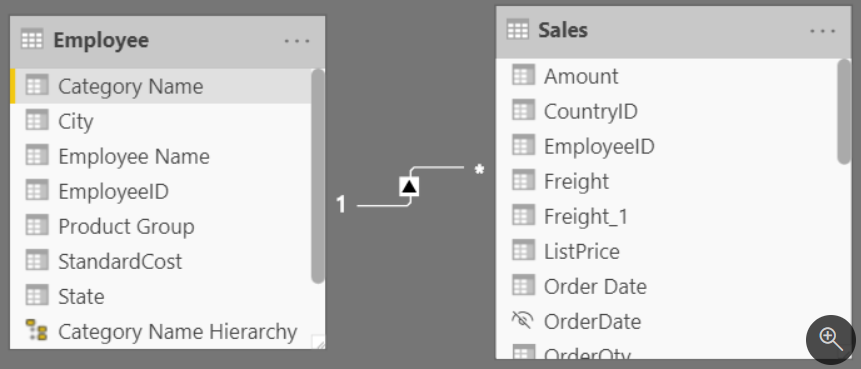 Employee
Category Name
City
Employee Name
EmployeeID
Product Group
StandardCost
State
Category Name Hierarchy
1
*
Sales
Amount
CountryID
EmployeeID
Freight
Freight_1
ListPrice
Order Date
OrderDate
OrderQty